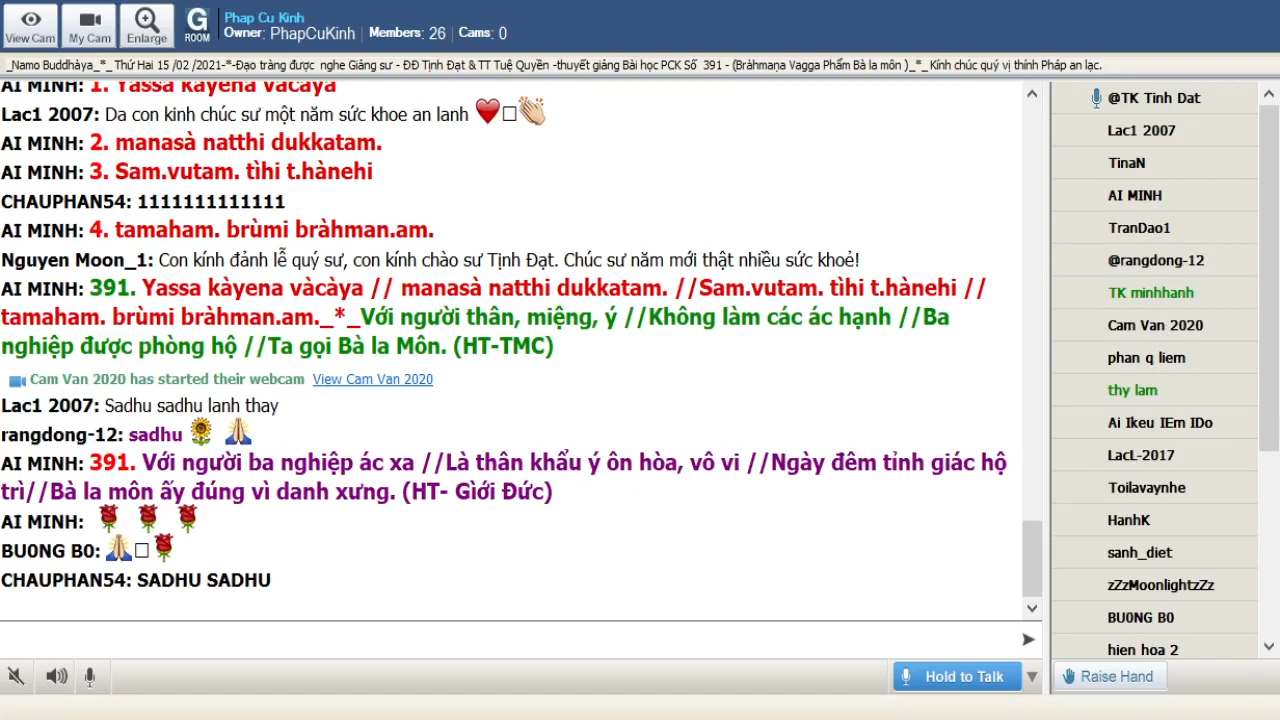 View Cam
My Cam
Enlarge
G
ROOM
Phap Cu Kinh
Owner: PhapCuKinh | Members: 26 | Cams: 0
_Namo Buddhàya_*_ Thứ Hai 15 /02 /2021-*-Đạo tràng được nghe Giảng sư - ĐĐ Tịnh Đạt & TT Tuệ Quyền -thuyết giảng Bài học PCK Số 391 - (Bràhmaṇa Vagga Phẩm Bà la môn )_*_ Kính chúc quý vị thính Pháp an lạc.
AI MINH: 1. Yassa kàyena vàcàya
Lac1 2007: Da con kinh chúc sư một năm sức khoe an lanh
AI MINH: 2. manasà natthi dukkatam.
AI MINH: 3. Sam.vutam. tìhi t.hànehi
CHAUPHAN54: 1111111111111
AI MINH: 4. tamaham. brùmi bràhman.am.
Nguyen Moon_1: Con kính đảnh lễ quý sư, con kính chào sư Tịnh Đạt. Chúc sư năm mới thật nhiều sức khoẻ!
AI MINH: 391. Yassa kàyena vàcàya // manasà natthi dukkatam. //Sam.vutam. tìhi t.hànehi //
tamaham. brùmi bràhman.am._*_Với người thân, miệng, ý //Không làm các ác hạnh //Ba
nghiệp được phòng hộ //Ta gọi Bà la Môn. (HT-TMC)
Cam Van 2020 has started their webcam View Cam Van 2020
Lac1 2007: Sadhu sadhu lanh thay
rangdong-12: sadhu
AI MINH: 391. Với người ba nghiệp ác xa //Là thân khẩu ý ôn hòa, vô vi //Ngày đêm tỉnh giác hộ
trì//Bà la môn ấy đúng vì danh xưng. (HT- Giới Đức)
AI MINH:
BU0NG B0:
CHAUPHAN54: SADHU SADHU
Hold to Talk
@TK Tinh Dat
Lac1 2007
TinaN
AI MINH
TranDao1
@rangdong-12
TK minhhanh
Cam Van 2020
phan q liem
thy lam
Ai Ikeu IEm IDo
LacL-2017
Toilavaynhe
HanhK
sanh_diet
zZzMoonlightzZz
BU0NG B0
hien hoa 2
Raise Hand